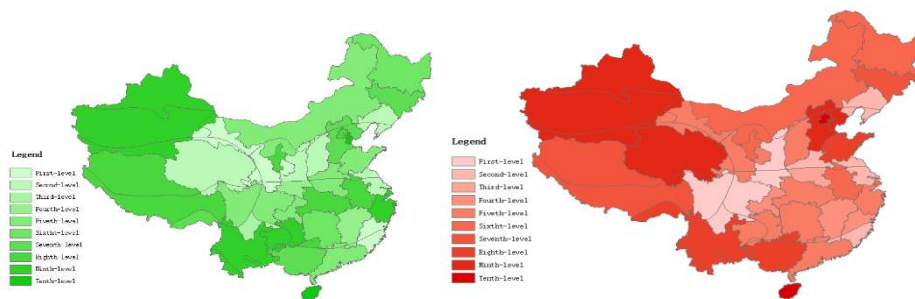 Legend
First-level
Second-level
Third-level
Fourth-level
Fiveth-level
Sixtht-level
Seventh-level
Eighth-level
Ninth-level
Tenth-level
Legend
First-level
Second-level
Third-level
Fourth-level
Fiveth-level
Sixtht-level
Seventh-level
Eighth-level
Ninth-level
Tenth-level